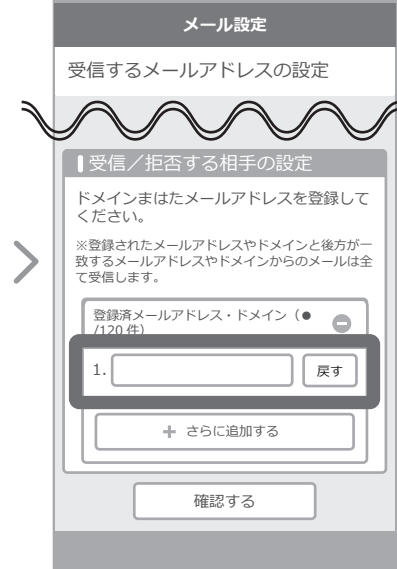 メール設定
受信するメールアドレスの設定
受信／拒否する相手の設定
ドメインまはたメールアドレスを登録して
ください。
※登録されたメールアドレスやドメインと後方が一
致するメールアドレスやドメインからのメールは全
て受信します。
登録済メールアドレス・ドメイン（●
/120 件）
1. 戻す
＋ さらに追加する
確認する